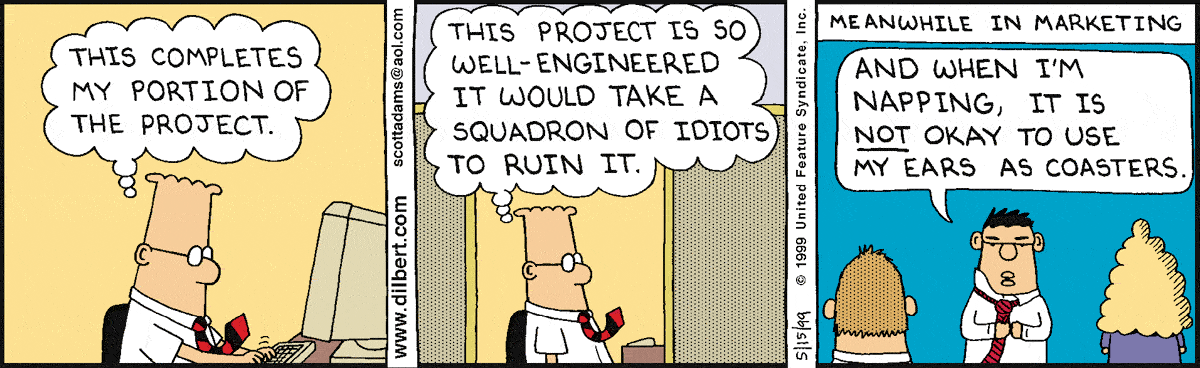 THIS COMPLETES
MY PORTION OF
THE PROJECT.
scottadams@aol.com
www.dilbert.com
THIS PROJECT IS SO
WELL-ENGINEERED
IT WOULD TAKE A
SQUADRON OF IDIOTS
TO RUIN IT.
5/15/99 © 1999 United Feature Syndicate, Inc.
MEANWHILE IN MARKETING
AND WHEN I'M
NAPPING, IT IS
NOT OKAY TO USE
MY EARS AS COASTERS.